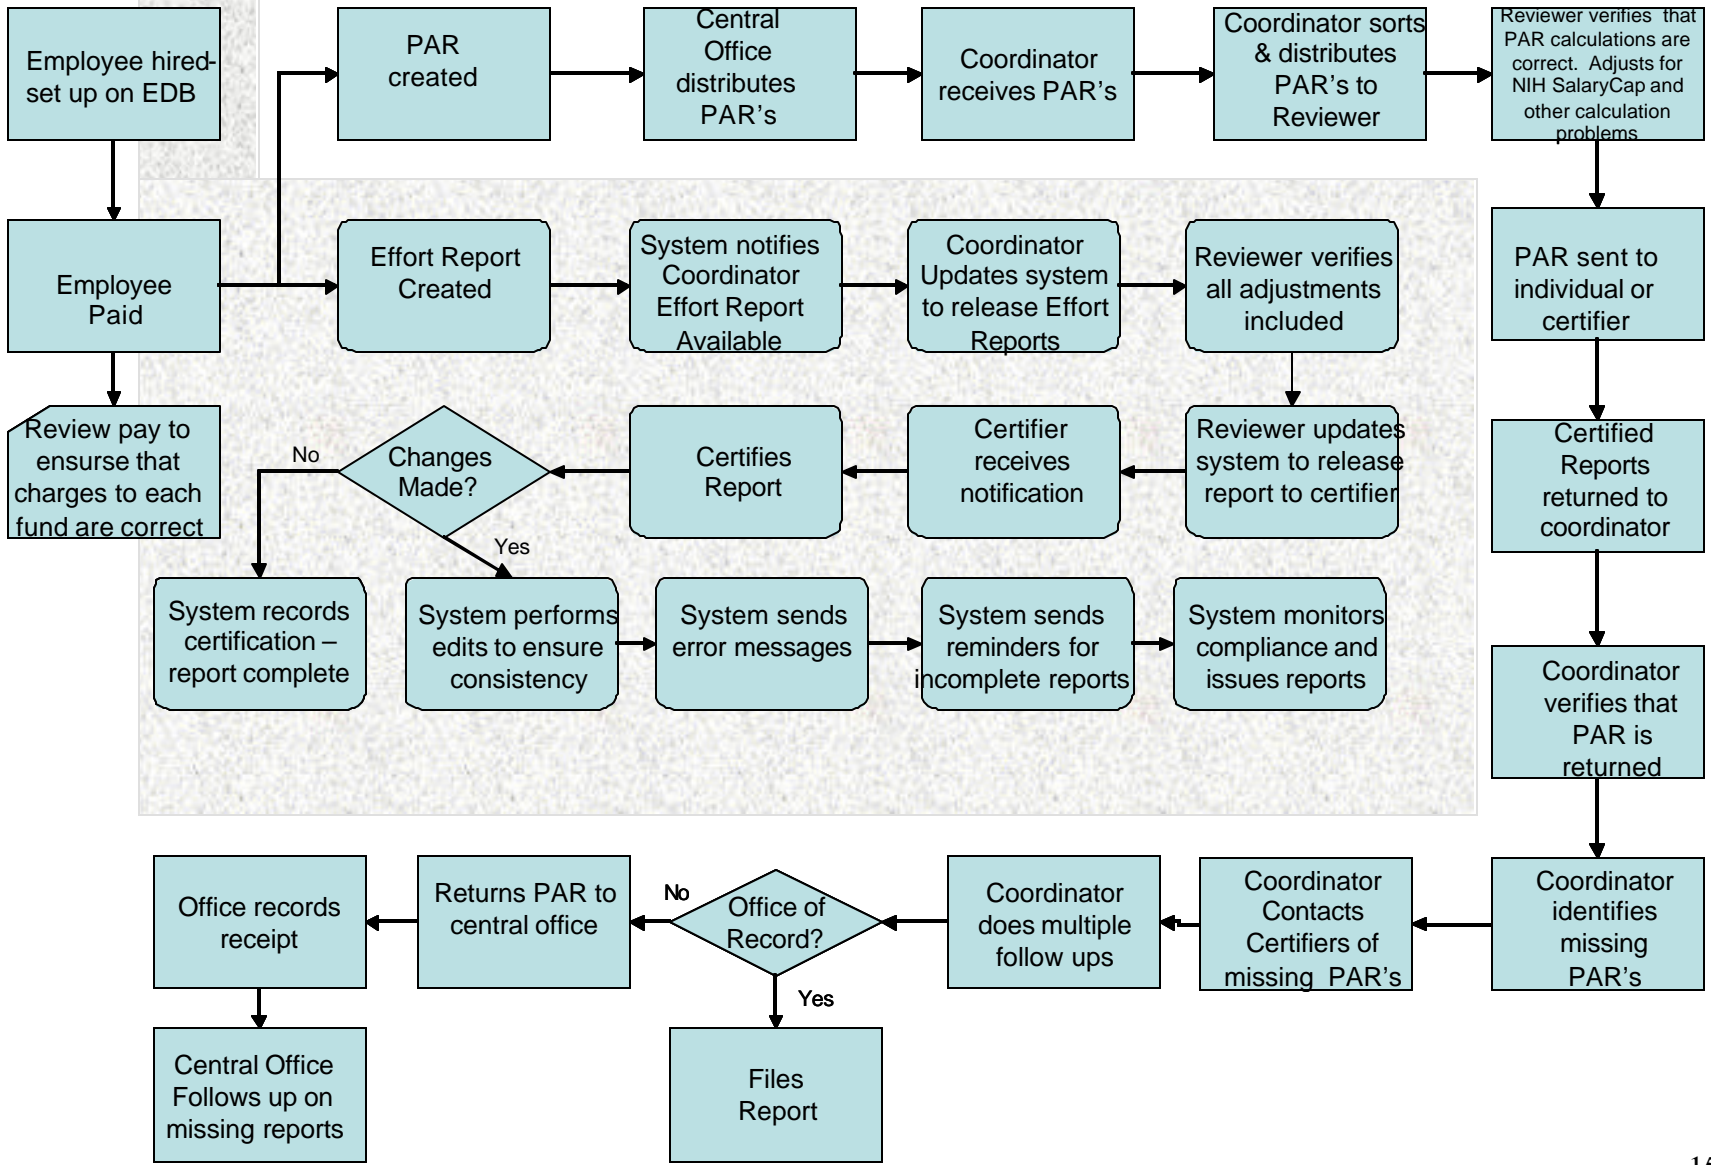 Employee hired-
set up on EDB
PAR
created
Central
Office
distributes
PAR's
Coordinator
receives PAR's
Coordinator sorts
& distributes
PAR's to
Reviewer
Reviewer verifies that
PAR calculations are
correct. Adjusts for
NIH SalaryCap and
other calculation
problems
Employee
Paid
Effort Report
Created
System notifies
Coordinator
Effort Report
Available
Coordinator
Updates system
to release Effort
Reports
Reviewer verifies
all adjustments
included
PAR sent to
individual or
certifier
Review pay to
ensurse that
charges to each
fund are correct
No
Changes
Made?
Yes
Certifies
Report
Certifier
receives
notification
Reviewer updates
system to release
report to certifier
Certified
Reports
returned to
coordinator
System records
certification –
report complete
System performs
edits to ensure
consistency
System sends
error messages
System sends
reminders for
incomplete reports
System monitors
compliance and
issues reports
Coordinator
verifies that
PAR is
returned
Office records
receipt
Returns PAR to
central office
No
Office of
Record?
Yes
Coordinator
does multiple
follow ups
Coordinator
Contacts
Certifiers of
missing PAR's
Coordinator
identifies
missing
PAR's
Central Office
Follows up on
missing reports
Files
Report